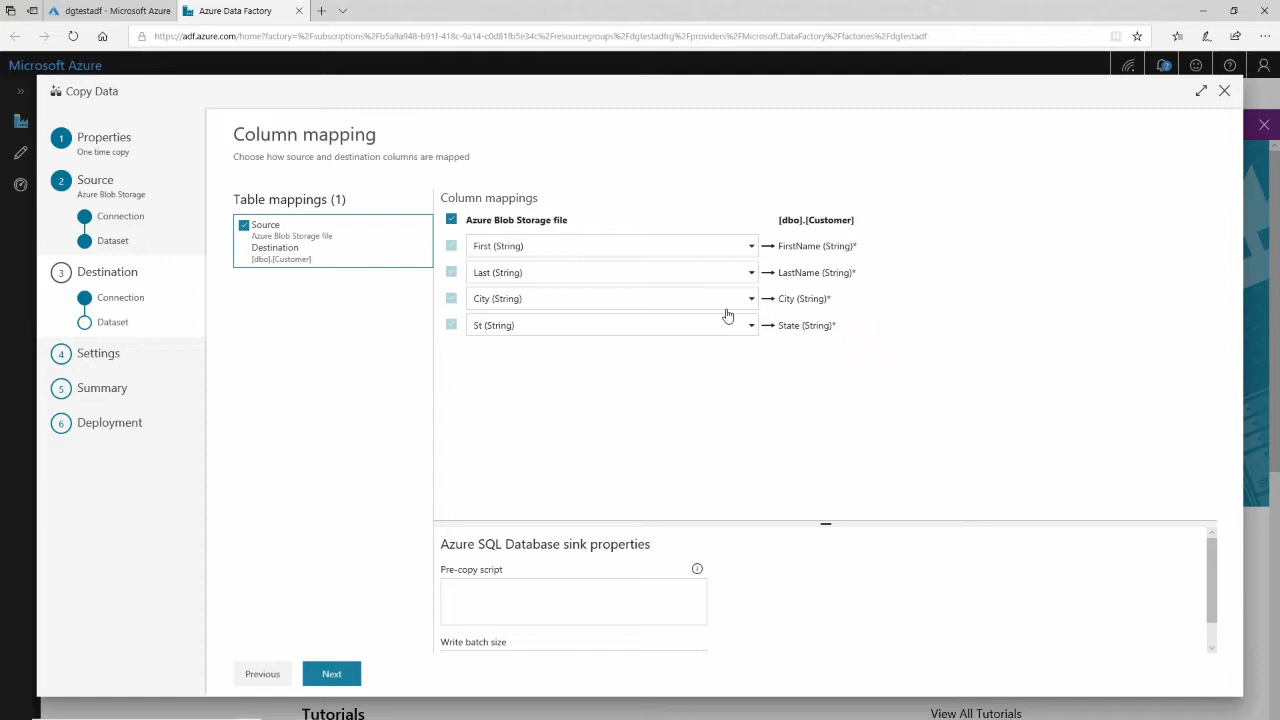 dgtestadf - Microsoft Azure
Azure Data Factory
https://adf.azure.com/home?factory=%2Fsubscriptions%2Fb5a9a948-b91f-418c-9a14-c0d81fb5e34c%2Fresourcegroups%2Fdgtestadfrg%2Fproviders%2FMicrosoft.DataFactory%2Ffactories%2Fdgtestadf
Microsoft Azure
2
Copy Data
1 Properties
One time copy
2 Source
Azure Blob Storage
Connection
Dataset
3 Destination
Connection
Dataset
4 Settings
5 Summary
6 Deployment
Column mapping
Choose how source and destination columns are mapped
Table mappings (1)
Source
Azure Blob Storage file
Destination
[dbo].[Customer]
Column mappings
Azure Blob Storage file [dbo].[Customer]
First (String) FirstName (String)*
Last (String) LastName (String)*
City (String) City (String)*
St (String) State (String)*
Azure SQL Database sink properties
Pre-copy script
Write batch size
Previous
Next
Tutorials
View All Tutorials